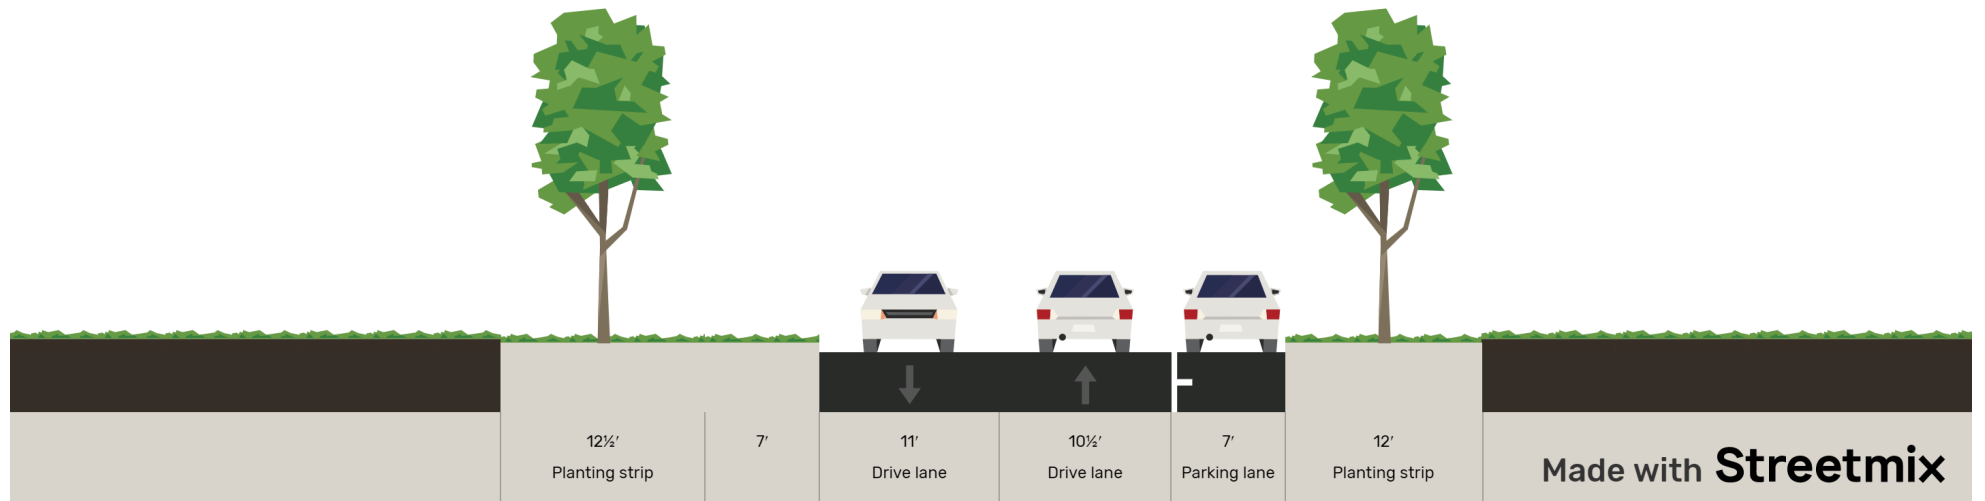 12½′ 7′ 11′ 10½′ 7′ 12′
Planting strip Drive lane Drive lane Parking lane Planting strip
Made with Streetmix